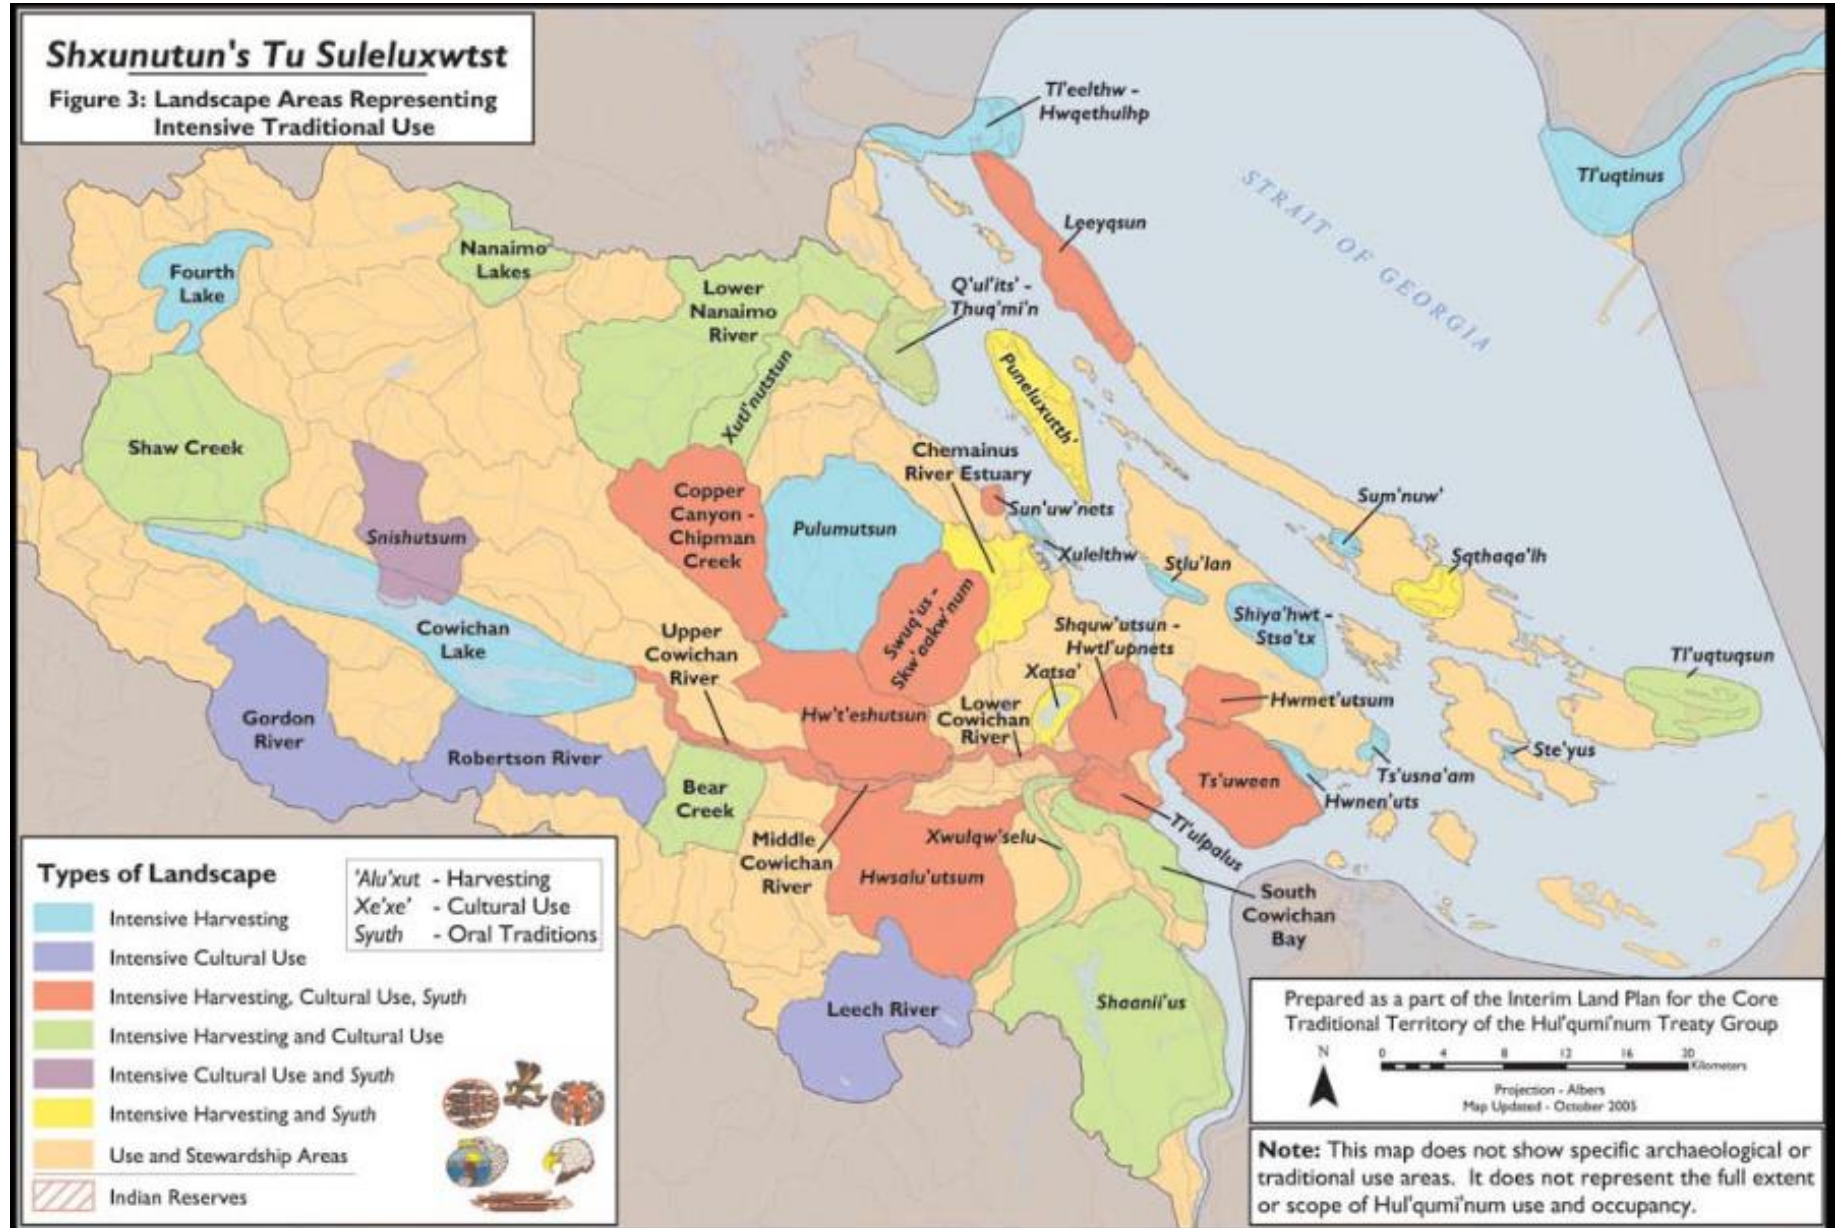 Shxunutun's Tu Suleluxwtst
Figure 3: Landscape Areas Representing
Intensive Traditional Use
Tl'eelthw -
Hwqethulhp
Tl'uqtinus
STRAIT OF GEORGIA
Leeyqsun
Nanaimo
Lakes
Fourth
Lake
Lower
Nanaimo
River
Q'ul'its' -
Thuq'mi'n
Xutl'nutstun
Puneluxutth'
Shaw Creek
Chemainus
River Estuary
Copper
Canyon -
Chipman
Creek
Pulumutsun
Sun'uw'nets
Sum'nuw'
Snishutsum
Xulelthw
Stlu'lan
Sqthaqa'lh
Swuq'us -
Skw'aakw'num
Shiya'hwt -
Stsa'tx
Cowichan
Lake
Upper
Cowichan
River
Shquw'utsun -
Hwtl'upnets
Xatsa'
Tl'uqtuqsun
Hw't'eshutsun
Lower
Cowichan
River
Hwmet'utsum
Gordon
River
Robertson River
Ste'yus
Bear
Creek
Ts'uween
Ts'usna'am
Hwnen'uts
Middle
Cowichan
River
Xwulqw'selu
Tl'ulpalus
Hwsalu'utsum
South
Cowichan
Bay
Leech River
Shaanii'us
Types of Landscape
'Alu'xut - Harvesting
Xe'xe' - Cultural Use
Syuth - Oral Traditions
Intensive Harvesting
Intensive Cultural Use
Intensive Harvesting, Cultural Use, Syuth
Intensive Harvesting and Cultural Use
Intensive Cultural Use and Syuth
Intensive Harvesting and Syuth
Use and Stewardship Areas
Indian Reserves
Prepared as a part of the Interim Land Plan for the Core
Traditional Territory of the Hul'qumi'num Treaty Group
N
0 4 8 12 16 20
Kilometers
Projection - Albers
Map Updated - October 2005
Note: This map does not show specific archaeological or
traditional use areas. It does not represent the full extent
or scope of Hul'qumi'num use and occupancy.